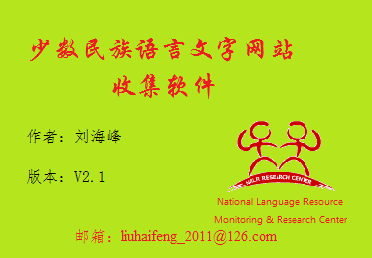 少数民族语言文字网站
收集软件
作者：刘海峰
版本：V2.1
NLLR RESEARCH CENTER
National Language Resource
Monitoring & Research Center
邮箱：liuhaifeng_2011@126.com